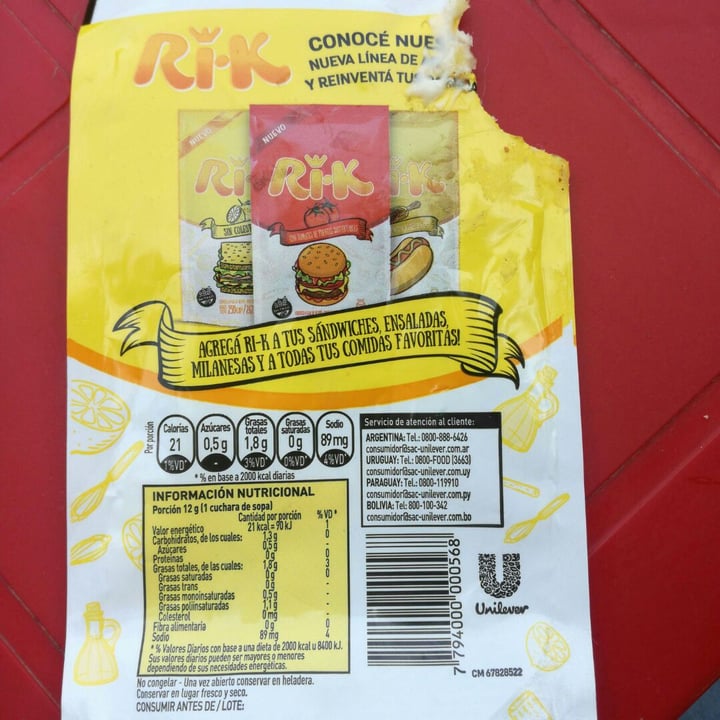 Ri-K
CONOCÉ
NUEVA LÍNEA DE
Y REINVENTÁ
NUEVO
NUEVO
Ri-K
Ri-K
SIN
AGREGÁ RI-K A TUS SÁNDWICHES, ENSALADAS,
MILANESAS Y A TODAS TUS COMIDAS FAVORITAS!
Por porción
Calorías 21 1%VD*
Azúcares 0,5 g -
Grasas totales 1,8 g 3%VD*
Grasas saturadas 0 g 0%VD*
Sodio 89 mg 4%VD*
* % en base a 2000 kcal diarias
INFORMACIÓN NUTRICIONAL
Porción 12 g (1 cuchara de sopa)
Cantidad por porción %VD*
Valor energético 21 kcal = 90 kJ 1
Carbohidratos, de los cuales: 1,3 g 0
Azúcares 0,5 g -
Proteínas 0 g 0
Grasas totales, de las cuales: 1,8 g 3
Grasas saturadas 0 g 0
Grasas trans 0 g -
Grasas monoinsaturadas 0,5 g -
Grasas poliinsaturadas 1,1 g -
Colesterol 0 mg -
Fibra alimentaria 0 g 0
Sodio 89 mg 4
* % Valores Diarios con base a una dieta de 2000 kcal u 8400 kJ.
Sus valores diarios pueden ser mayores o menores
dependiendo de sus necesidades energéticas.
No congelar - Una vez abierto conservar en heladera.
Conservar en lugar fresco y seco.
CONSUMIR ANTES DE / LOTE:
Servicio de atención al cliente:
ARGENTINA: Tel.: 0800-888-6426
consumidor@sac-unilever.com.ar
URUGUAY: Tel.: 0800-FOOD (3663)
consumidor@sac-unilever.com.uy
PARAGUAY: Tel.: 0800-119910
consumidor@sac-unilever.com.py
BOLIVIA: Tel: 800-100-342
consumidor@sac-unilever.com.bo
7 794000 000568
Unilever
CM 67828522